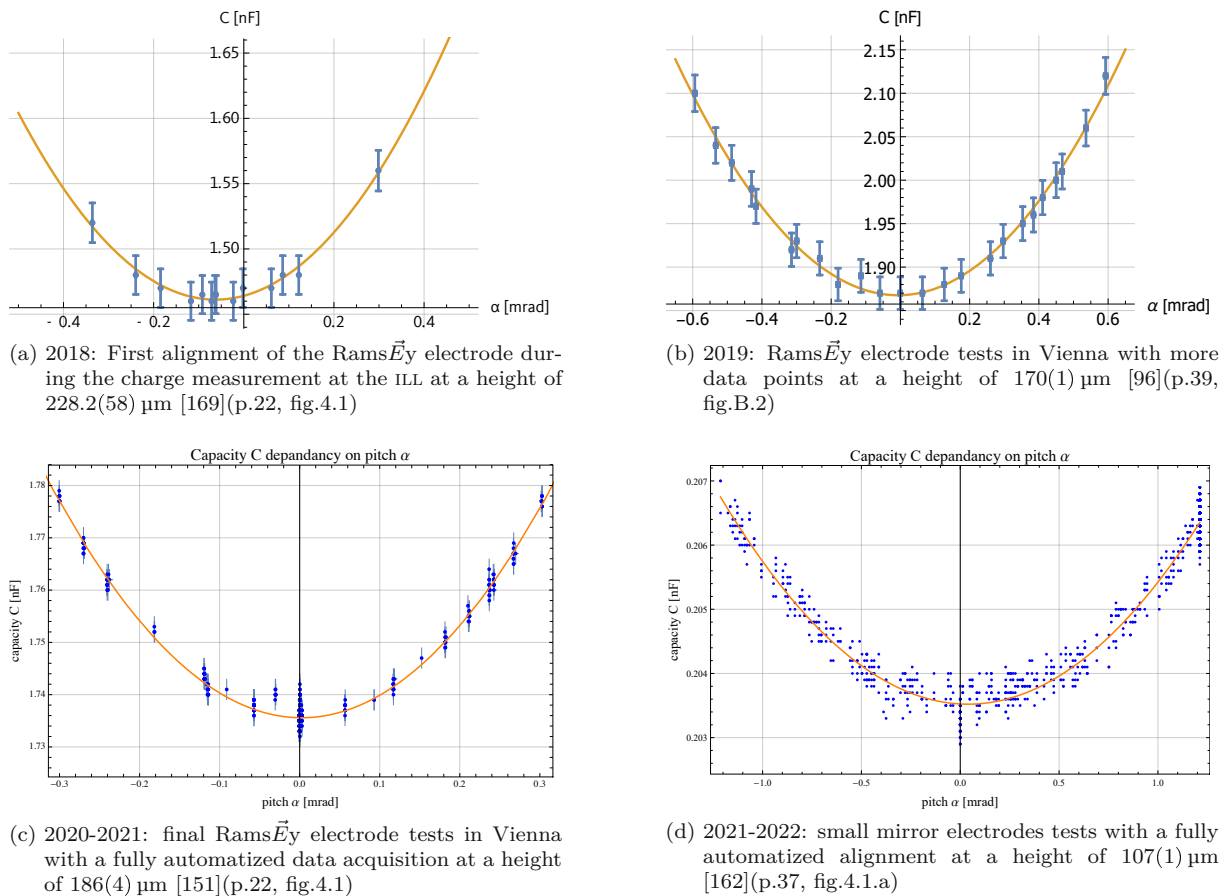 C [nF]
1.65
1.60
1.55
1.50
- 0.4
- 0.2
0.2
0.4
α [mrad]
(a) 2018: First alignment of the RamsE⃗y electrode dur-
ing the charge measurement at the ILL at a height of
228.2(58) µm [169](p.22, fig.4.1)
C [nF]
2.15
2.10
2.05
2.00
1.95
1.90
−0.6
−0.4
−0.2
0.2
0.4
0.6
α [mrad]
(b) 2019: RamsE⃗y electrode tests in Vienna with more
data points at a height of 170(1) µm [96](p.39,
fig.B.2)
Capacity C dependancy on pitch α
capacity C [nF]
1.78
1.77
1.76
1.75
1.74
1.73
−0.3
−0.2
−0.1
0.0
0.1
0.2
0.3
pitch α [mrad]
(c) 2020-2021: final RamsE⃗y electrode tests in Vienna
with a fully automatized data acquisition at a height
of 186(4) µm [151](p.22, fig.4.1)
Capacity C dependancy on pitch α
capacity C [nF]
0.207
0.206
0.205
0.204
0.203
−1.0
−0.5
0.0
0.5
1.0
pitch α [mrad]
(d) 2021-2022: small mirror electrodes tests with a fully
automatized alignment at a height of 107(1) µm
[162](p.37, fig.4.1.a)